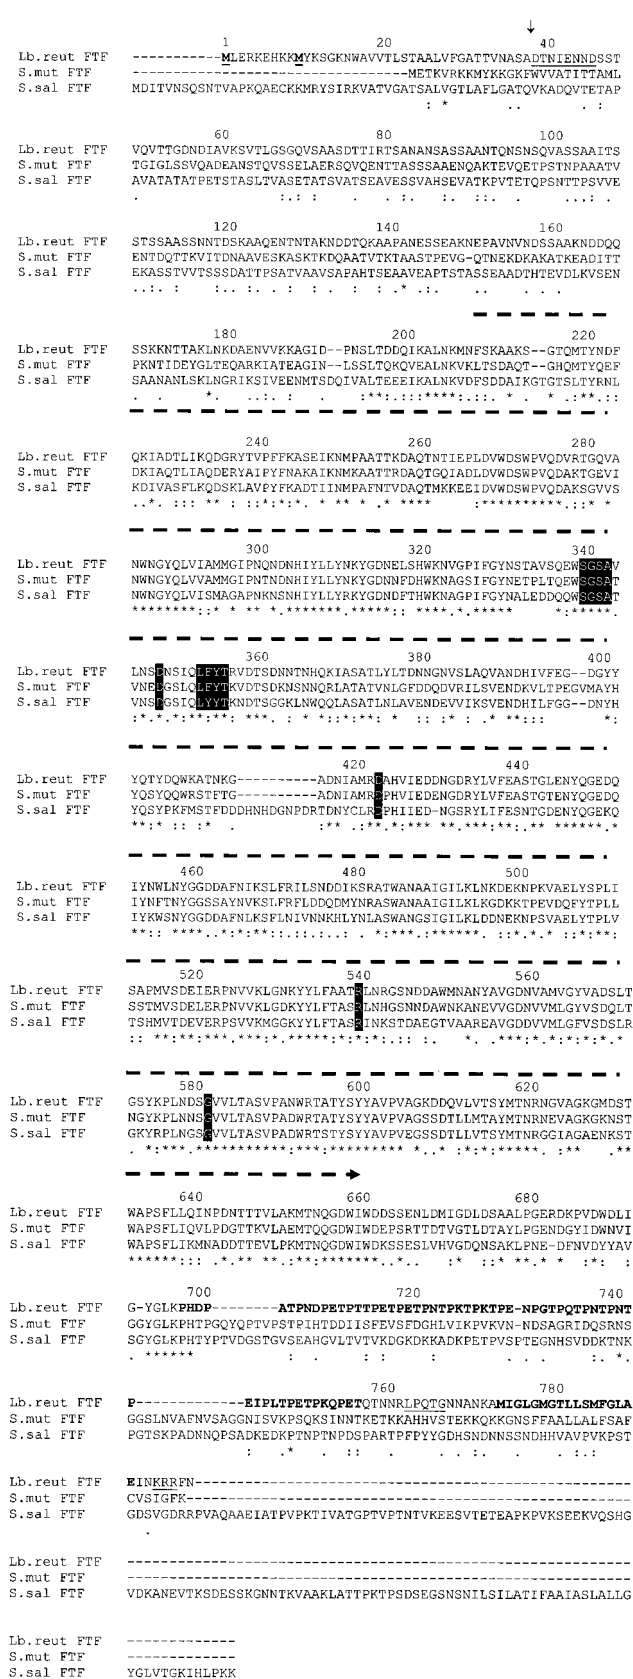 ↓
1 20 40
Lb.reut FTF -----------MLERKEHKKMYKSGKNWAVVTLSTAALVFGATTVNASADTNIENNDSST
S.mut FTF ----------------------------------METKVRKKMYKKGKFWVVATITTAML
S.sal FTF MDITVNSQSNTVAPKQAECKKMRYSIRKVATVGATSALVGTLAFLGATQVKADQVTETAP
: * . . . : :
60 80 100
Lb.reut FTF VQVTTGDNDIAVKSVTLGSGQVSAASDTTIRTSANANSASSAANTQNSNSQVASSAAITS
S.mut FTF TGIGLSSVQADEANSTQVSSELAERSQVQENTTASSSAAENQAKTEVQETPSTNPAAATV
S.sal FTF AVATATATPETSTASLTVASETATSVATSEAVESSVAHSEVATKPVTETQPSNTTPSVVE
120 140 160
Lb.reut FTF STSSAASSNNTDSKAAQENTNTAKNDDTQKAAPANESSEAKNEPAVNVNDSSAAKNDDQQ
S.mut FTF ENTDQTTKVITDNAAVESKASKTKDQAATVTKTAASTPEVG-QTNEKDKAKATKEADITT
S.sal FTF EKASSTVVTSSSDATTPSATVAAVSAPAHTSEAAVEAPTSTASSEAADTHTEVDLKVSEN
180 200 220
Lb.reut FTF SSKKNTTAKLNKDAENVVKKAGID--PNSLTDDQIKALNKMNFSKAAKS--GTQMTYNDF
S.mut FTF PKNTIDEYGLTEQARKIATEAGIN--LSSLTQKQVEALNKVKLTSDAQT--GHQMTYQEF
S.sal FTF SAANANLSKLNGRIKSIVEENMTSDQIVALTEEEIKALNKVDFSDDAIKGTGTSLTYRNL
240 260 280
Lb.reut FTF QKIADTLIKQDGRYTVPFFKASEIKNMPAATTKDAQTNTIEPLDVWDSWPVQDVRTGQVA
S.mut FTF DKIAQTLIAQDERYAIPYFNAKAIKNMKAATTRDAQTGQIADLDVWDSWPVQDAKTGEVI
S.sal FTF KDIVASFLKQDSKLAVPYFKADTIINMPAFNTVDAQTMKKEEIDVWDSWPVQDAKSGVVS
300 320 340
Lb.reut FTF NWNGYQLVIAMMGIPNQNDNHIYLLYNKYGDNELSHWKNVGPIFGYNSTAVSQEWSGSAV
S.mut FTF NWNGYQLVVAMMGIPNTNDNHIYLLYNKYGDNNFDHWKNAGSIFGYNETPLTQEWSGSAT
S.sal FTF NWNGYQLVISMAGAPNKNSNHIYLLYRKYGDNDFTHWKNAGPIFGYNALEDDQQWSGSAT
360 380 400
Lb.reut FTF LNSDNSIQLFYTRVDTSDNNTNHQKIASATLYLTDNNGNVSLAQVANDHIVFEG--DGYY
S.mut FTF VNEDGSLQLFYTKVDTSDKNSNNQRLATATVNLGFDDQDVRILSVENDKVLTPEGVMAYH
S.sal FTF VNSDGSIQLYYTKNDTSGGKLNWQQLASATLNLAVENDEVVIKSVENDHILFGG--DNYH
420 440
Lb.reut FTF YQTYDQWKATNKG-----------ADNIAMRDAHVIEDDNGDRYLVFEASTGLENYQGEDQ
S.mut FTF YQSYQQWRSTFTG-----------ADNIAMRDPHVIEDENGDRYLVFEASTGTENYQGEDQ
S.sal FTF YQSYPKFMSTFDDDHNHDGNPDRTDNYCLRDPHIIED-NGSRYLIFESNTGDENYQGEKQ
460 480 500
Lb.reut FTF IYNWLNYGGDDAFNIKSLFRILSNDDIKSRATWANAAIGILKLNKDEKNPKVAELYSPLI
S.mut FTF IYNFTNYGGSSAYNVKSLFRFLDDQDMYNRASWANAAIGILKLKGDKKTPEVDQFYTPLL
S.sal FTF IYKWSNYGGDDAFNLKSFLNIVNNKHLYNLASWANGSIGILKLDDNEKNPSVAELYTPLV
520 540 560
Lb.reut FTF SAPMVSDEIERPNVVKLGNKYYLFAATRLNRGSNDDAWMNANYAVGDNVAMVGYVADSLT
S.mut FTF SSTMVSDELERPNVVKLGDKYYLFTASRLNHGSNNDAWNKANEVVGDNVVMLGYVSDQLT
S.sal FTF TSHMVTDEVERPSVVKMGGKYYLFTASRINKSTDAEGTVAAREAVGDDVVMLGFVSDSLR
580 600 620
Lb.reut FTF GSYKPLNDSGVVLTASVPANWRTATYSYYAVPVAGKDDQVLVTSYMTNRNGVAGKGMDST
S.mut FTF NGYKPLNNSGVVLTASVPADWRTATYSYYAVPVAGSSDTLLMTAYMTNRNEVAGKGKNST
S.sal FTF GKYRPLNGSGVVLTASVPADWRTSTYSYYAVPVEGSSDTLLVTSYMTNRGGIAGAENKST
640 660 680
Lb.reut FTF WAPSFLLQINPDNTTTVLAKMTNQGDWIWDDSSENLDMIGDLDSAALPGERDKPVDWDLI
S.mut FTF WAPSFLIQVLPDGTTKVLAEMTQQGDWIWDEPSRTTDTVGTLDTAYLPGENDGYIDWNVI
S.sal FTF WAPSFLIKMNADDTTEVLPKMTNQGDWIWDKSSESLVHVGDQNSAKLPNE-DFNVDYYAV
700 720 740
Lb.reut FTF G-YGLKPHDP--------ATPNDPETPTTPETPETPNTPKTPKTPE-NPGTPQTPNTPNT
S.mut FTF GGYGLKPHTPGQYQPTVPSTPIHTDDIISFEVSFDGHLVIKPVKVN-NDSAGRIDQSRNS
S.sal FTF SGYGLKPHTYPTVDGSTGVSEAHGVLTVTVKDGKDKKADKPETPVSPTEGNHSVDDKTNK
760 780
Lb.reut FTF P--------------EIPLTPETPKQPETQTNNRLPQTGNNANKAMIGLGMGTLLSMFGLA
S.mut FTF GGSLNVAFNVSAGGNISVKPSQKSINNTKETKKAHHVSTEKKQKKGNSFFAALLALFSAF
S.sal FTF PGTSKPADNNQPSADKEDKPTNPTNPDSPARTPFPYYGDHSNDNNSSNDHHVAVPVKPST
Lb.reut FTF EINKRRFN----------------------------------------------------
S.mut FTF CVSIGFK-----------------------------------------------------
S.sal FTF GDSVGDRRPVAQAAEIATPVPKTIVATGPTVPTNTVKEESVTETEAPKPVKSEEKVQSHG
Lb.reut FTF ------------------------------------------------------------
S.mut FTF ------------------------------------------------------------
S.sal FTF VDKANEVTKSDESSKGNNTKVAAKLATTPKTPSDSEGSNSNILSILATIFAAIASLALLG
Lb.reut FTF --------------
S.mut FTF --------------
S.sal FTF YGLVTGKIHLPKK